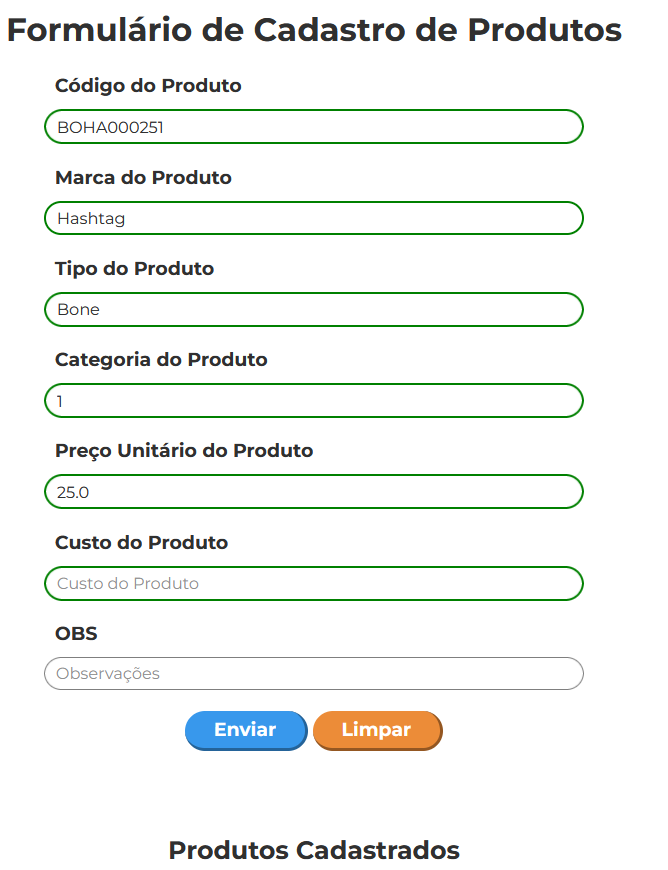 Formulário de Cadastro de Produtos
Código do Produto
BOHA000251
Marca do Produto
Hashtag
Tipo do Produto
Bone
Categoria do Produto
1
Preço Unitário do Produto
25.0
Custo do Produto
Custo do Produto
OBS
Observações
Enviar Limpar
Produtos Cadastrados